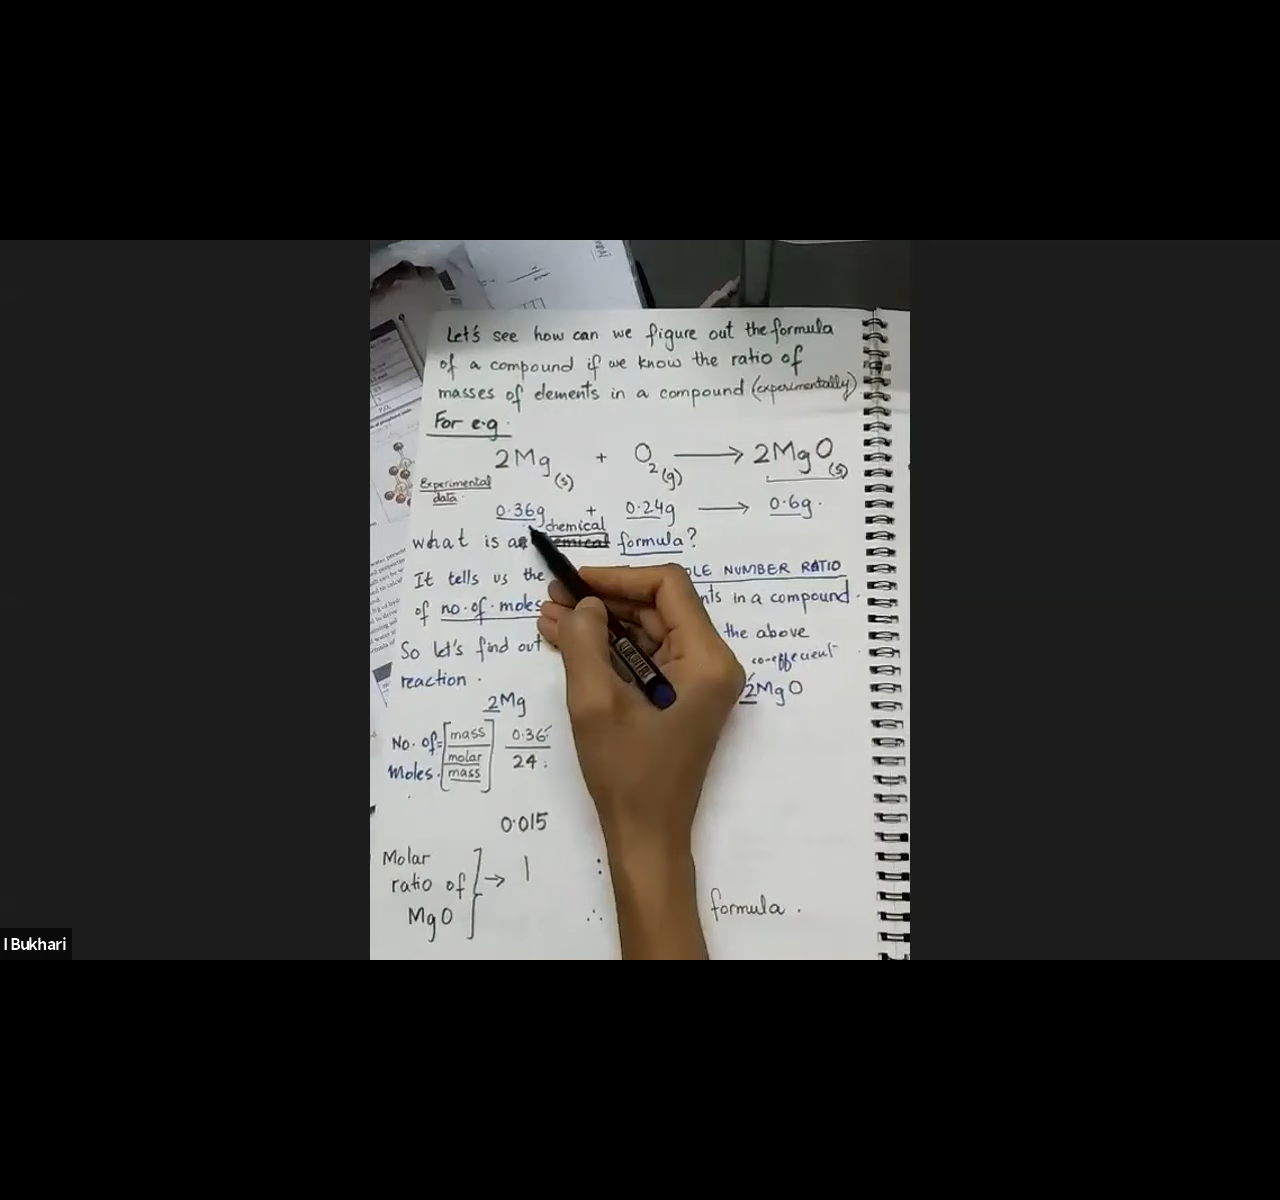 Let's see how can we figure out the formula
of a compound if we know the ratio of
masses of elements in a compound (experimentally)
For e.g.
2Mg(s) + O2(g) → 2MgO(s)
Experimental
data.
0.36g + 0.24g → 0.6g.
chemical
what is a formula?
It tells us the OLE NUMBER RATIO
of no. of moles nts in a compound.
So let's find out the above
reaction.
co-effecient
2Mg 2MgO
No. of = [mass 0.36
Moles. molar 24
mass]
0.015
Molar
ratio of → 1 :
MgO ∴ formula.
I Bukhari